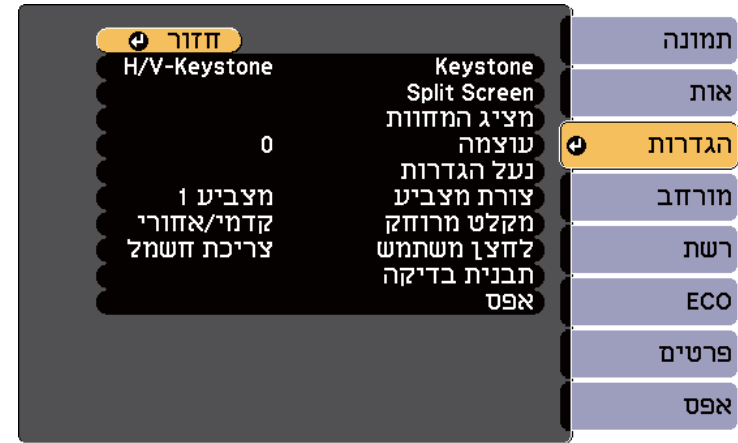 תמונה
אות
הגדרות
מורחב
רשת
ECO
פרטים
אפס
חזור
Keystone H/V-Keystone
Split Screen
מציג המחוות
עוצמה 0
נעל הגדרות
צורת מצביע מצביע 1
מקלט מרוחק קדמי/אחורי
לחצן משתמש צריכת חשמל
תבנית בדיקה
אפס